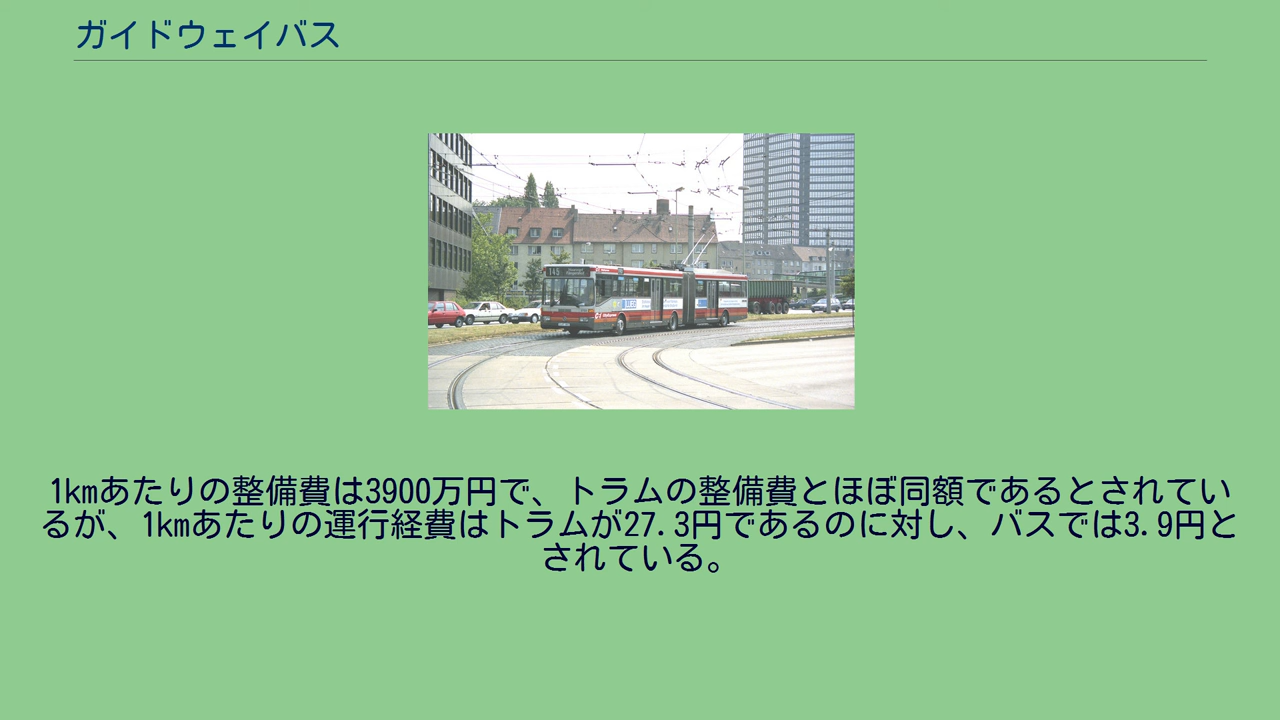 ガイドウェイバス
145
1kmあたりの整備費は3900万円で、トラムの整備費とほぼ同額であるとされてい
るが、1kmあたりの運行経費はトラムが27.3円であるのに対し、バスでは3.9円と
されている。